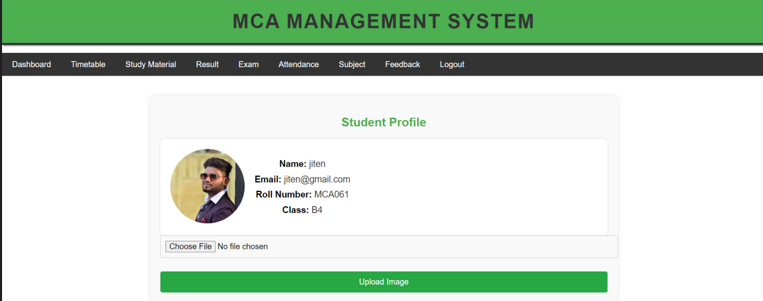 MCA MANAGEMENT SYSTEM
Dashboard Timetable Study Material Result Exam Attendance Subject Feedback Logout
Student Profile
Name: jiten
Email: jiten@gmail.com
Roll Number: MCA061
Class: B4
Choose File No file chosen
Upload Image